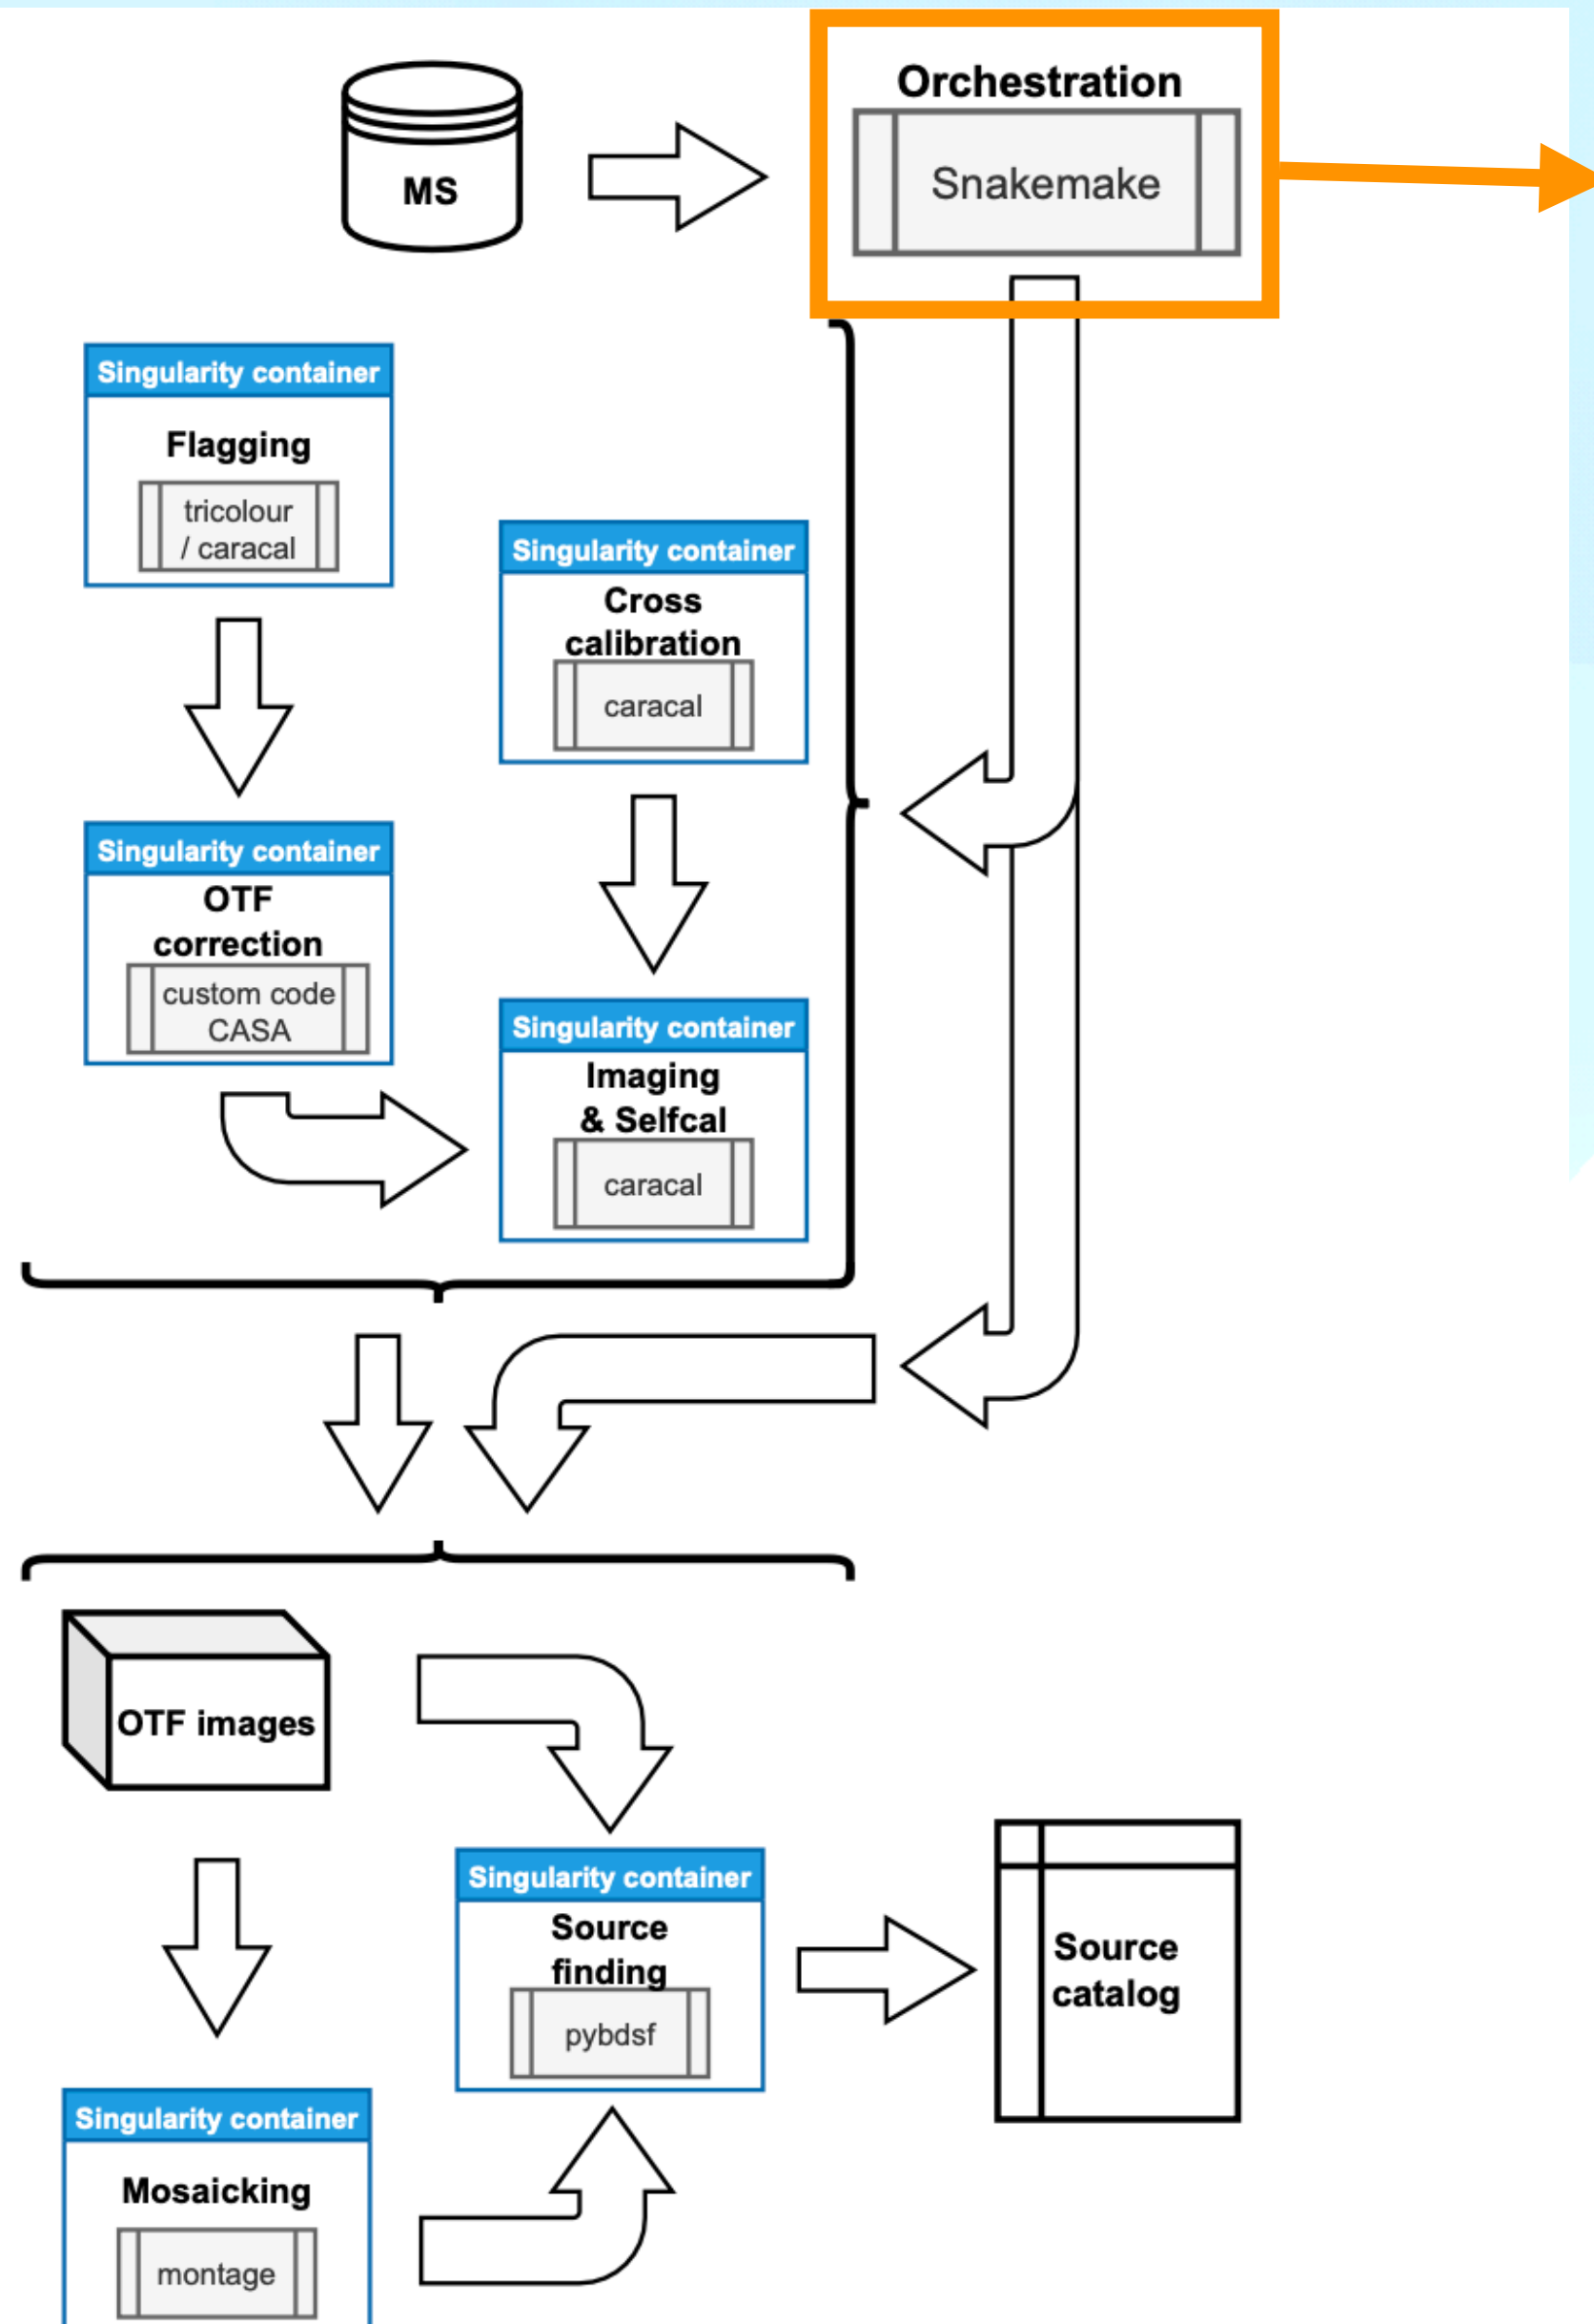 MS
Orchestration
Snakemake
Singularity container
Flagging
tricolour
/ caracal
Singularity container
Cross
calibration
caracal
Singularity container
OTF
correction
custom code
CASA
Singularity container
Imaging
& Selfcal
caracal
OTF images
Singularity container
Source
finding
pybdsf
Source
catalog
Singularity container
Mosaicking
montage